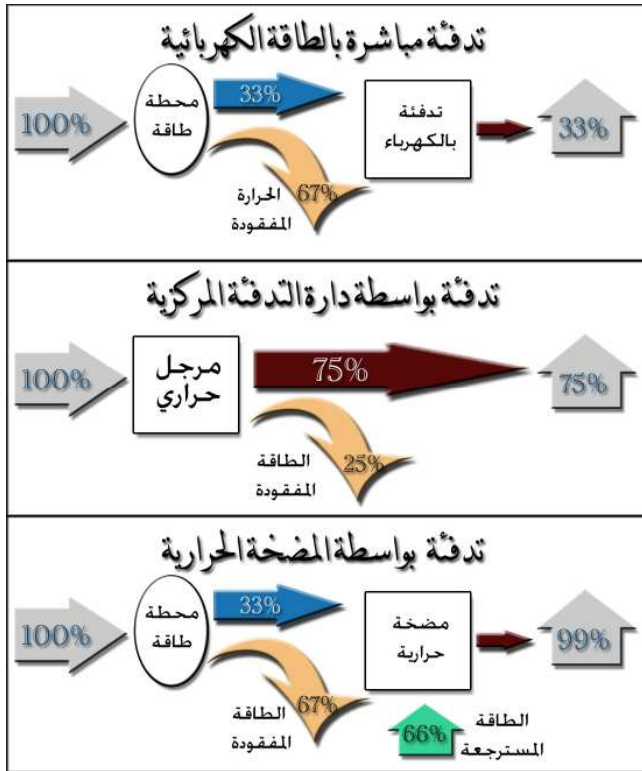 تدفئة مباشرة بالطاقة الكهربائية
100%
محطة
طاقة
33%
67%
الحرارة
المفقودة
تدفئة
بالكهرباء
33%
تدفئة بواسطة دارة التدفئة المركزية
100%
مرجل
حراري
75%
25%
الطاقة
المفقودة
75%
تدفئة بواسطة المضخة الحرارية
100%
محطة
طاقة
33%
67%
الطاقة
المفقودة
مضخة
حرارية
66%
الطاقة
المسترجعة
99%